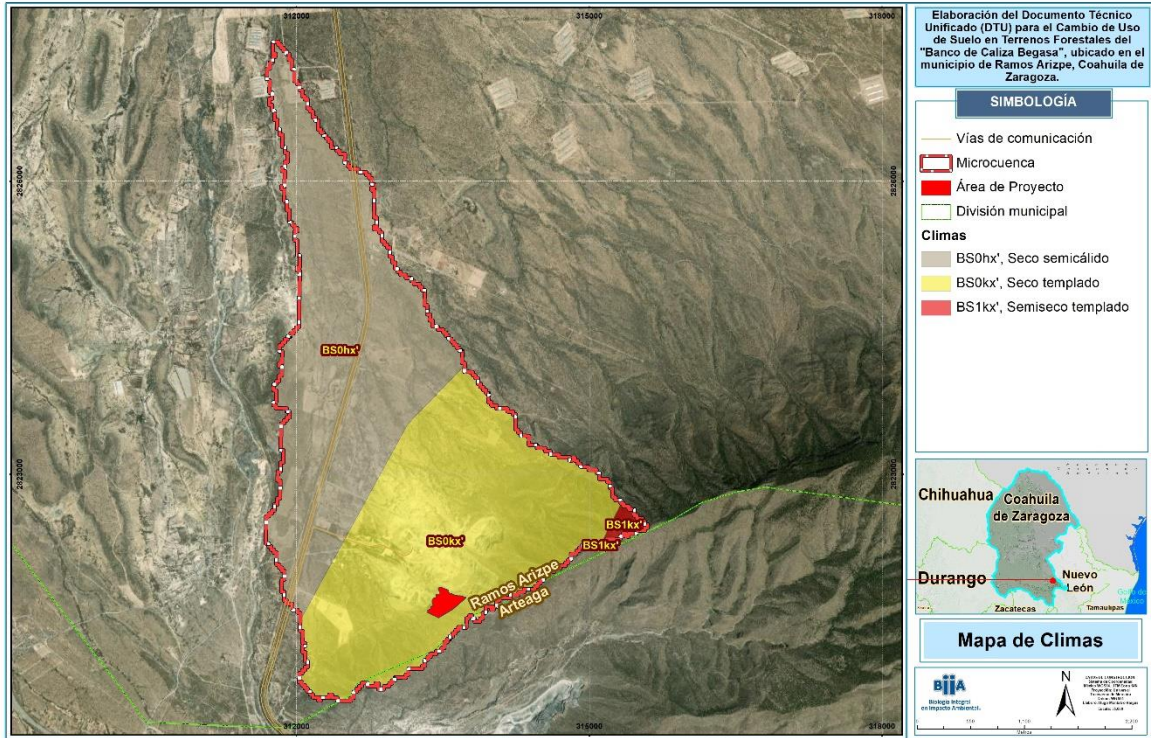 312000
315000
318000
2826000
2826000
2823000
2823000
BS0hx'
BS0kx'
BS1kx'
BS1kx'
Ramos Arizpe
Arteaga
312000
315000
318000
Elaboración del Documento Técnico
Unificado (DTU) para el Cambio de Uso
de Suelo en Terrenos Forestales del
"Banco de Caliza Begasa", ubicado en el
municipio de Ramos Arizpe, Coahuila de
Zaragoza.
SIMBOLOGÍA
Vías de comunicación
Microcuenca
Área de Proyecto
División municipal
Climas
BS0hx', Seco semicálido
BS0kx', Seco templado
BS1kx', Semiseco templado
Chihuahua
Coahuila
de Zaragoza
Durango
Nuevo
León
Golfo de
México
Zacatecas
Tamaulipas
Mapa de Climas
BIIA
Biología Integral
de Impacto Ambiental.
N
Metros